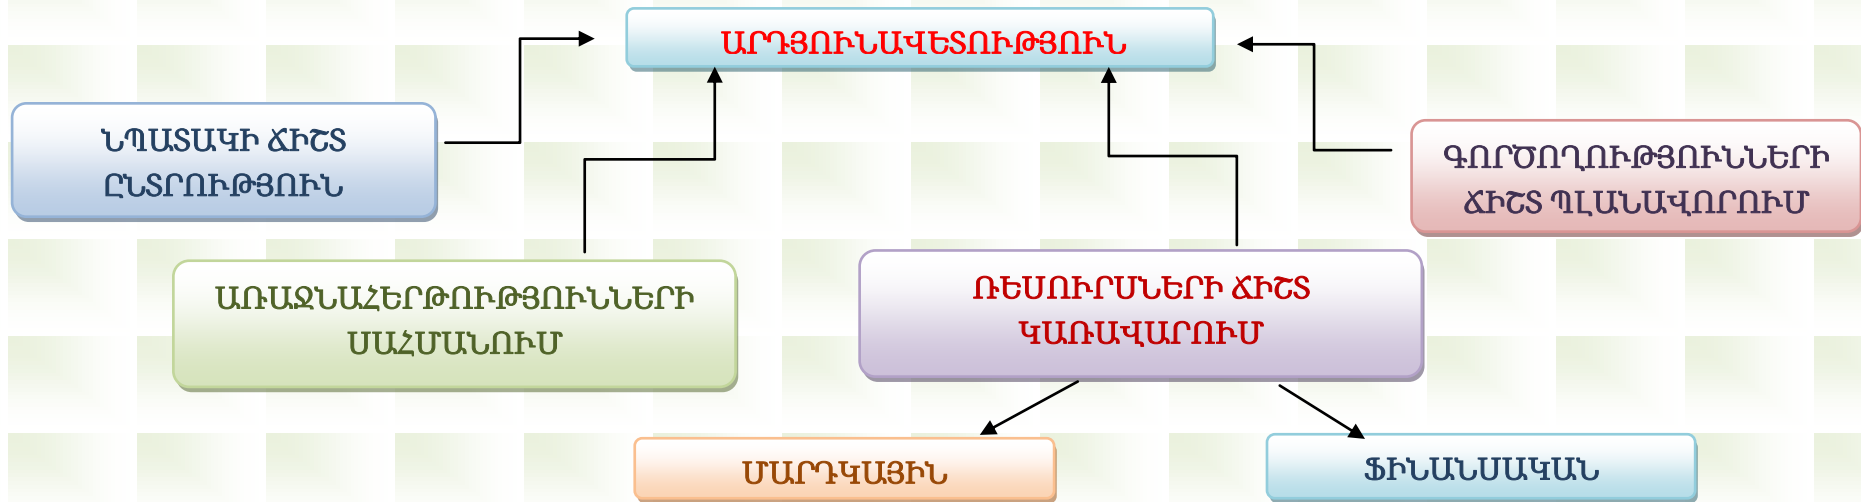 ԱՐԴՅՈՒՆԱՎԵՏՈՒԹՅՈՒՆ
ՆՊԱՏԱԿԻ ՃԻՇՏ
ԸՆՏՐՈՒԹՅՈՒՆ
ԳՈՐԾՈՂՈՒԹՅՈՒՆՆԵՐԻ
ՃԻՇՏ ՊԼԱՆԱՎՈՐՈՒՄ
ԱՌԱՋՆԱՀԵՐԹՈՒԹՅՈՒՆՆԵՐԻ
ՍԱՀՄԱՆՈՒՄ
ՌԵՍՈՒՐՍՆԵՐԻ ՃԻՇՏ
ԿԱՌԱՎԱՐՈՒՄ
ՄԱՐԴԿԱՅԻՆ
ՖԻՆԱՆՍԱԿԱՆ